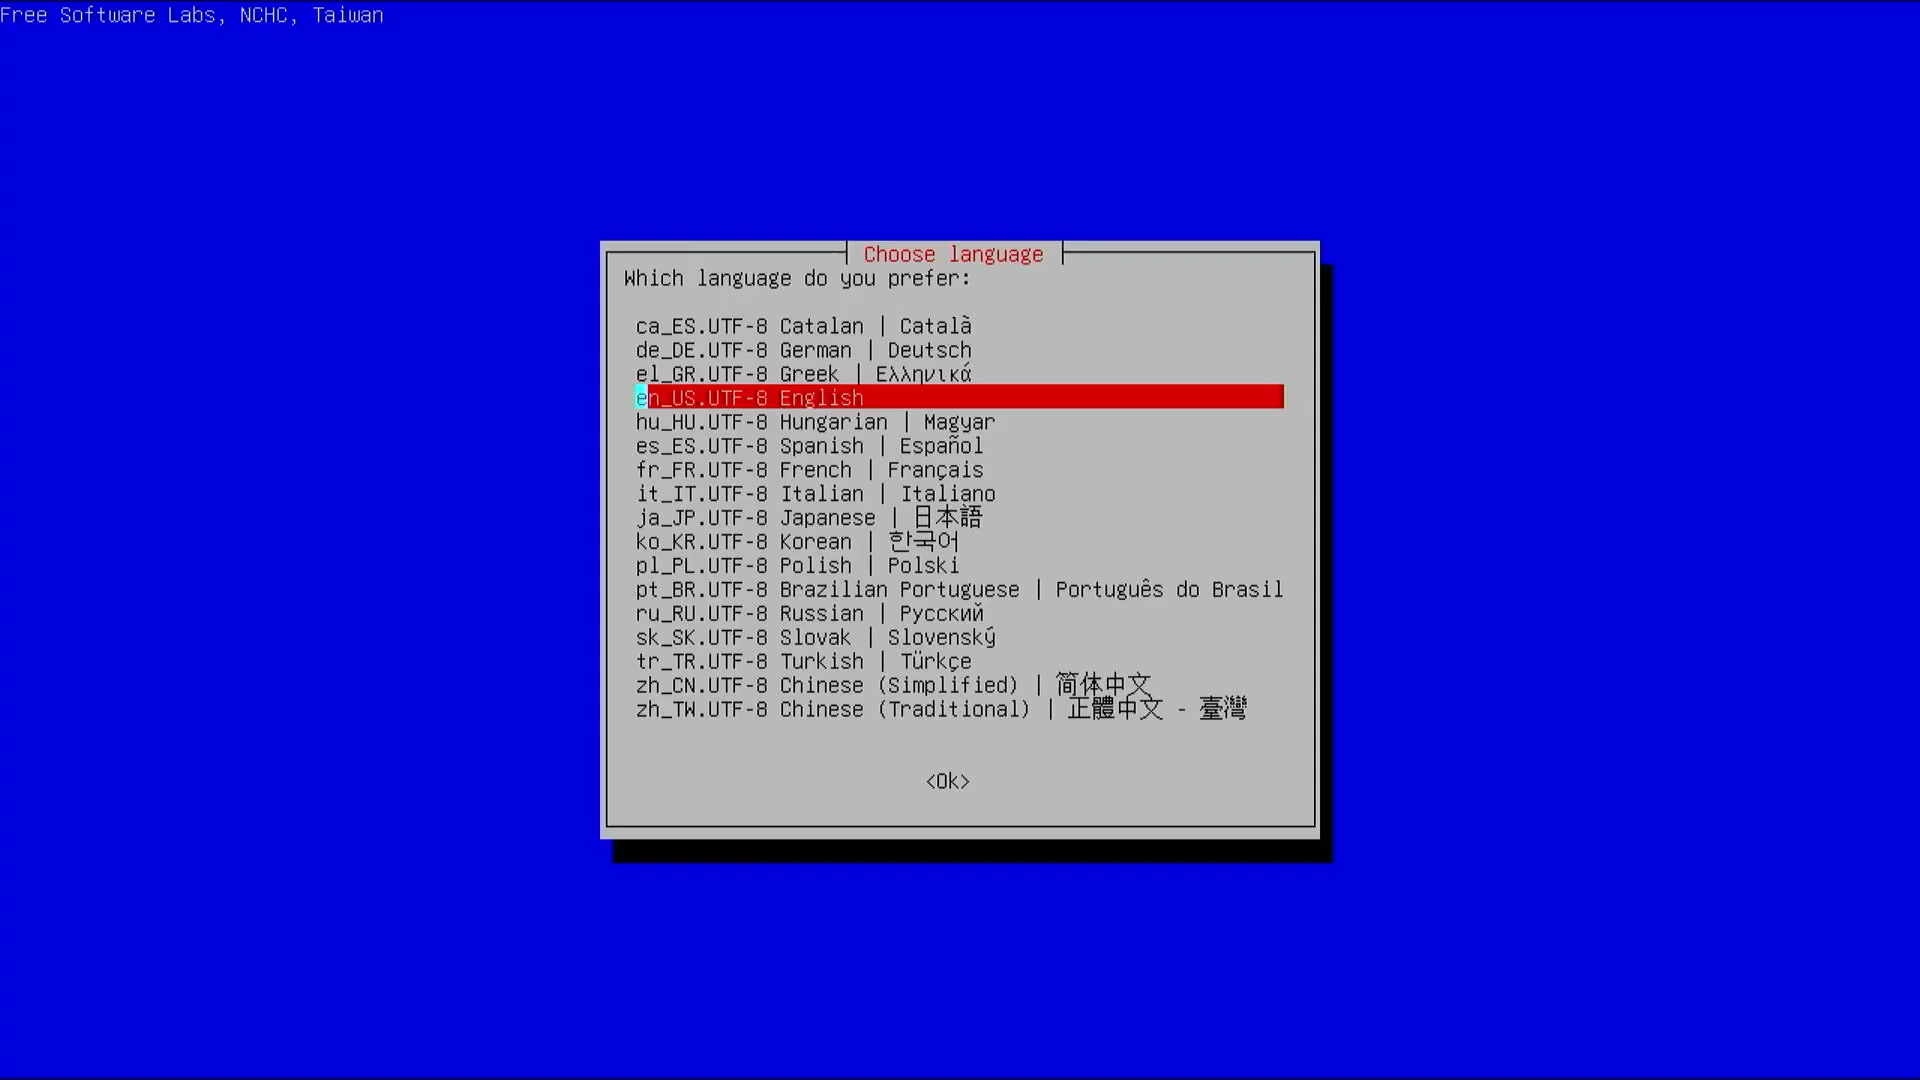 Free Software Labs, NCHC, Taiwan
Choose language
Which language do you prefer:
ca_ES.UTF-8 Catalan | Català
de_DE.UTF-8 German | Deutsch
el_GR.UTF-8 Greek | Ελληνικά
en_US.UTF-8 English
hu_HU.UTF-8 Hungarian | Magyar
es_ES.UTF-8 Spanish | Español
fr_FR.UTF-8 French | Français
it_IT.UTF-8 Italian | Italiano
ja_JP.UTF-8 Japanese | 日本語
ko_KR.UTF-8 Korean | 한국어
pl_PL.UTF-8 Polish | Polski
pt_BR.UTF-8 Brazilian Portuguese | Português do Brasil
ru_RU.UTF-8 Russian | Русский
sk_SK.UTF-8 Slovak | Slovenský
tr_TR.UTF-8 Turkish | Türkçe
zh_CN.UTF-8 Chinese (Simplified) | 简体中文
zh_TW.UTF-8 Chinese (Traditional) | 正體中文 - 臺灣
<Ok>